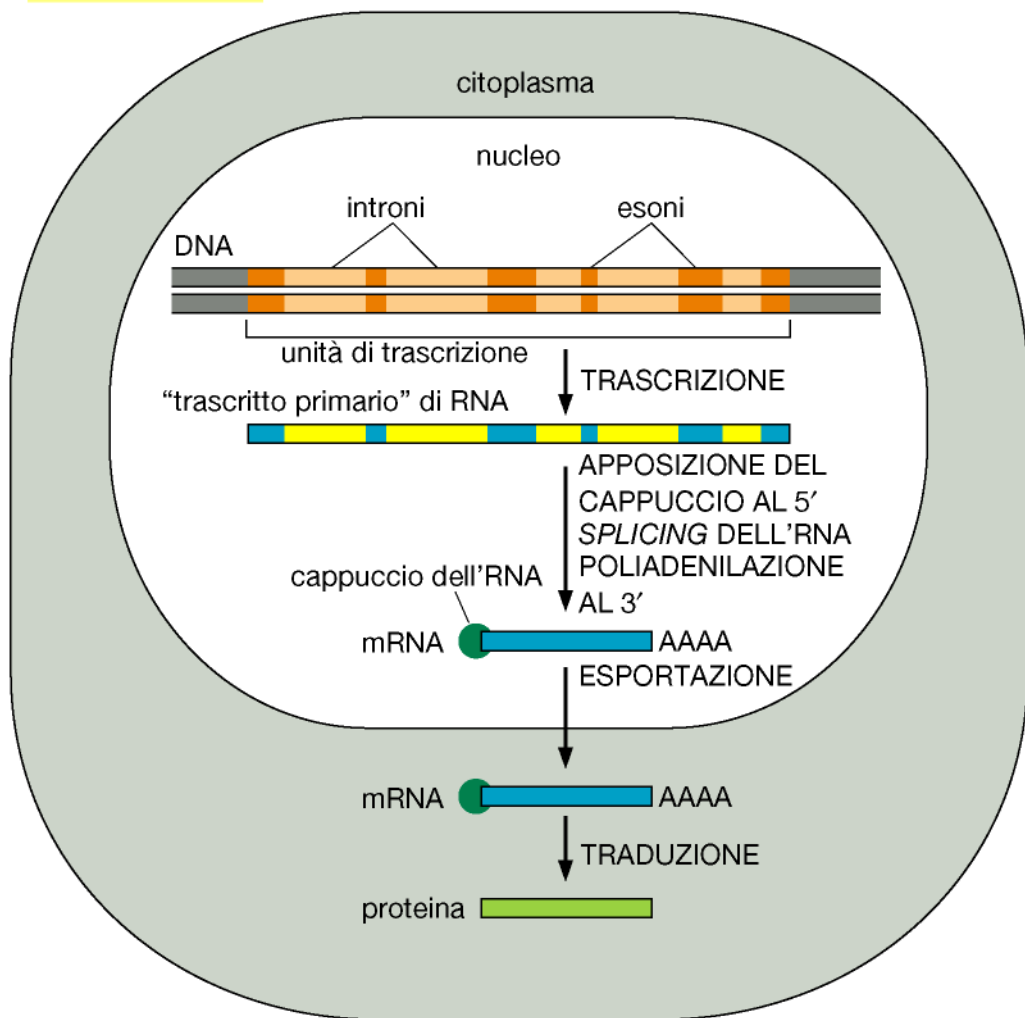 citoplasma
nucleo
introni
esoni
DNA
unità di trascrizione
TRASCRIZIONE
“trascritto primario” di RNA
APPOSIZIONE DEL
CAPPUCCIO AL 5′
SPLICING DELL’RNA
POLIADENILAZIONE
AL 3′
cappuccio dell’RNA
mRNA
AAAA
ESPORTAZIONE
mRNA
AAAA
TRADUZIONE
proteina